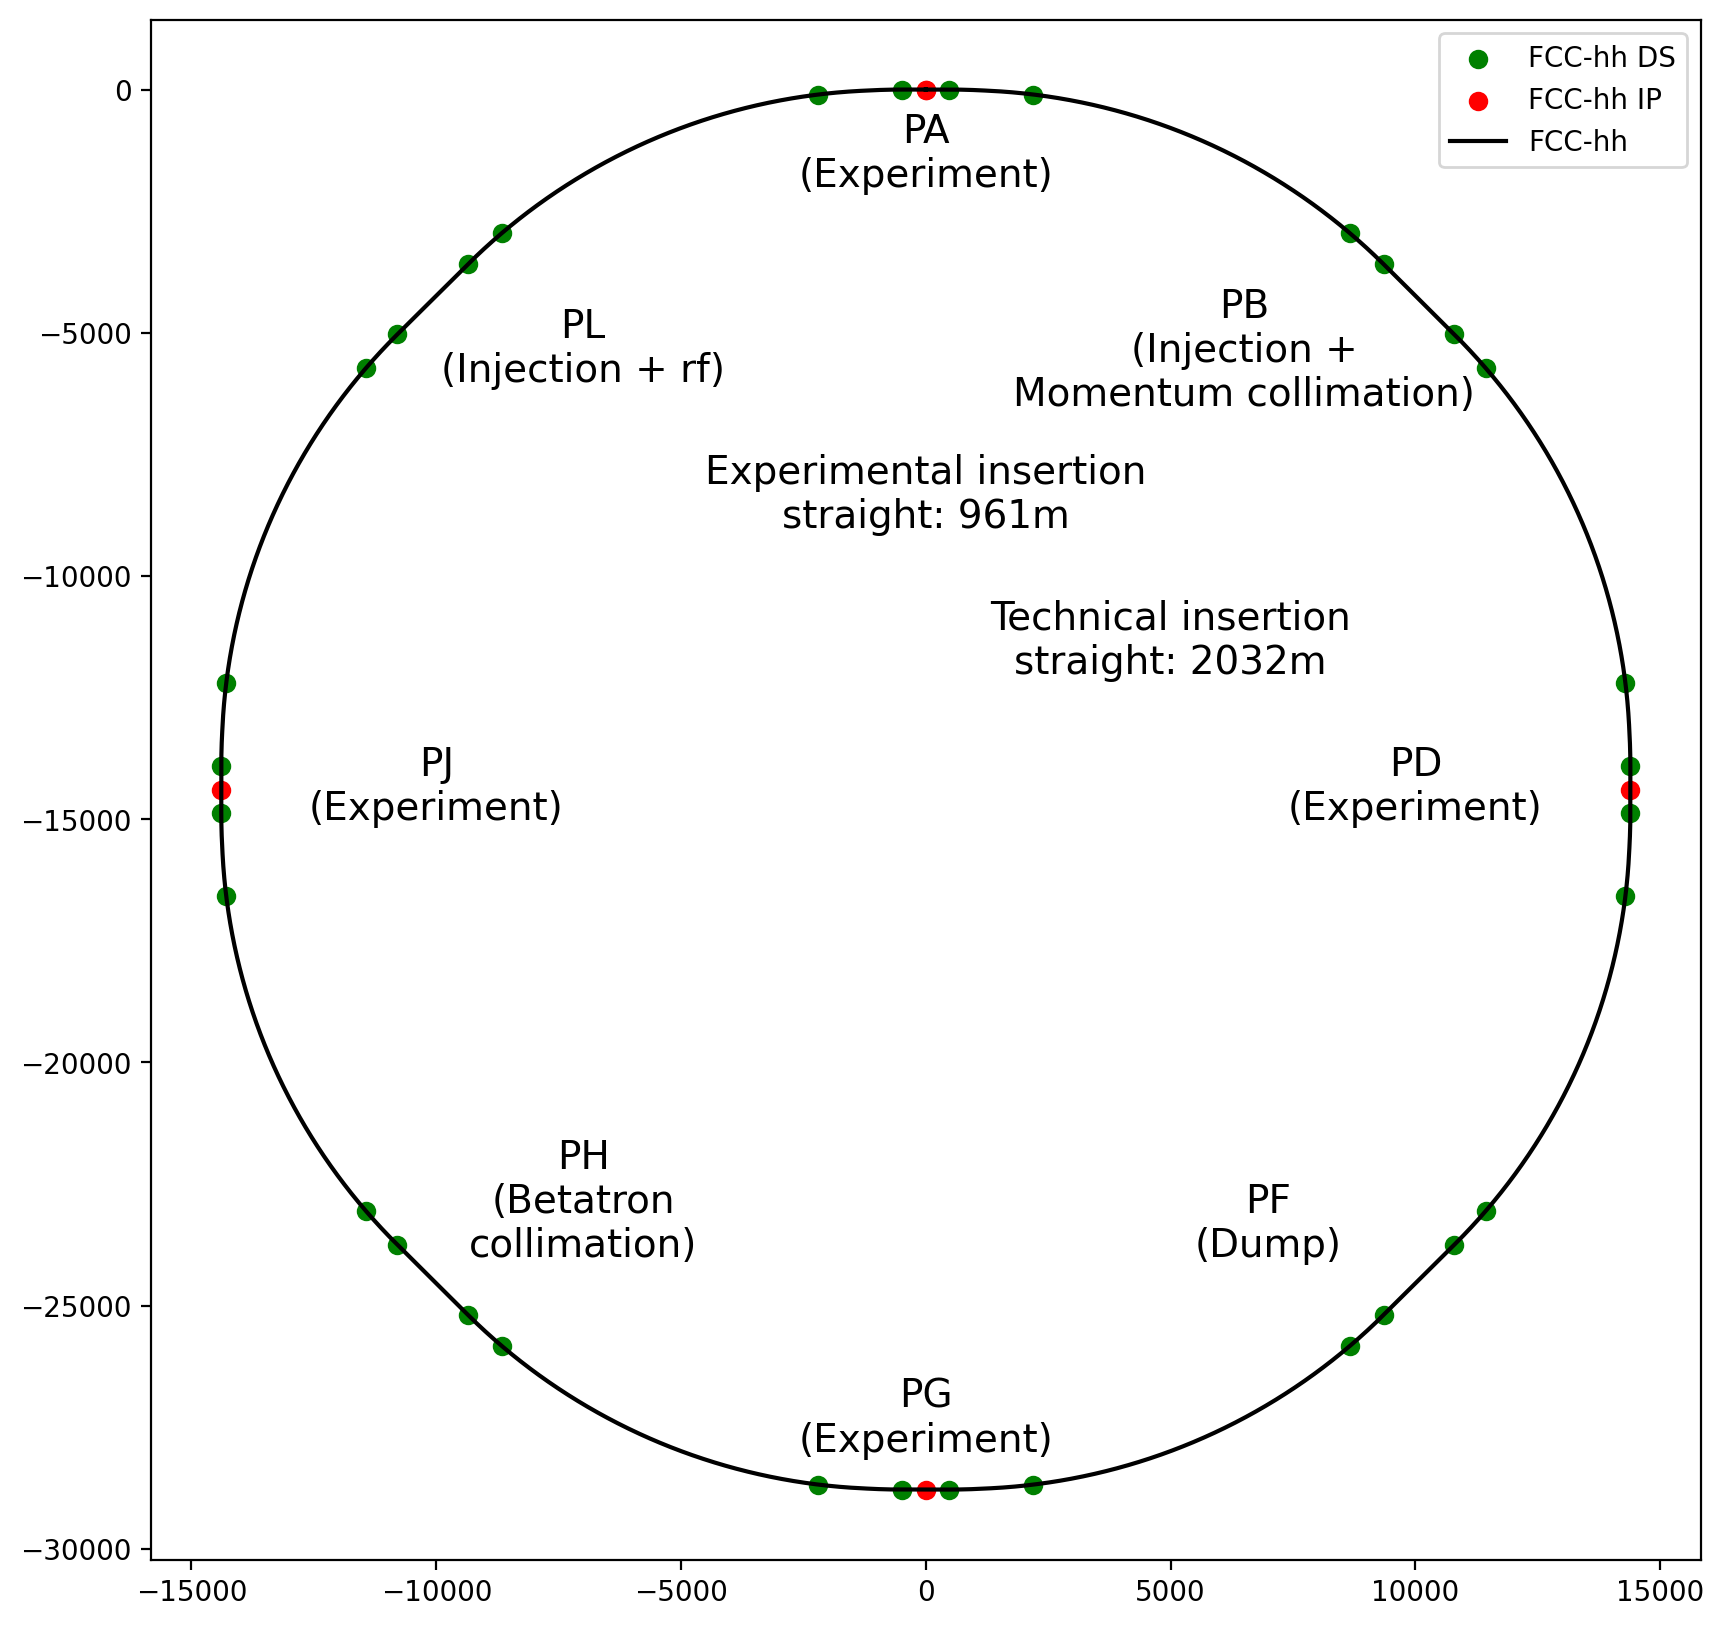 FCC-hh DS
FCC-hh IP
FCC-hh
0
−5000
−10000
−15000
−20000
−25000
−30000
PA
(Experiment)
PL
(Injection + rf)
PB
(Injection +
Momentum collimation)
Experimental insertion
straight: 961m
Technical insertion
straight: 2032m
PJ
(Experiment)
PD
(Experiment)
PH
(Betatron
collimation)
PF
(Dump)
PG
(Experiment)
−15000
−10000
−5000
0
5000
10000
15000